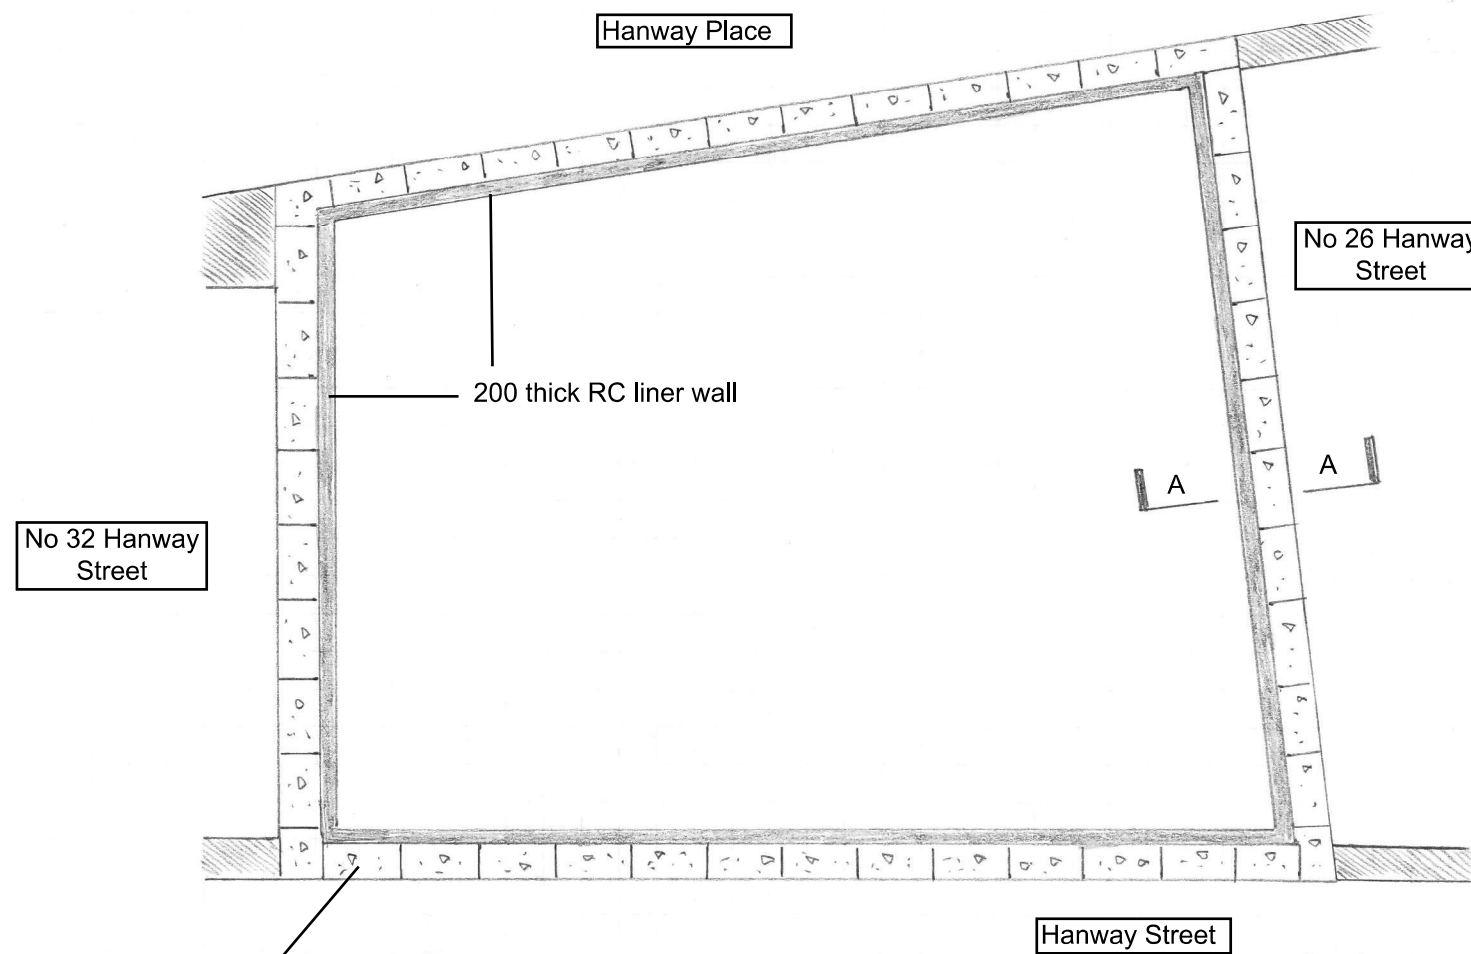 Hanway Place
No 26 Hanway
Street
200 thick RC liner wall
A
A
No 32 Hanway
Street
Hanway Street